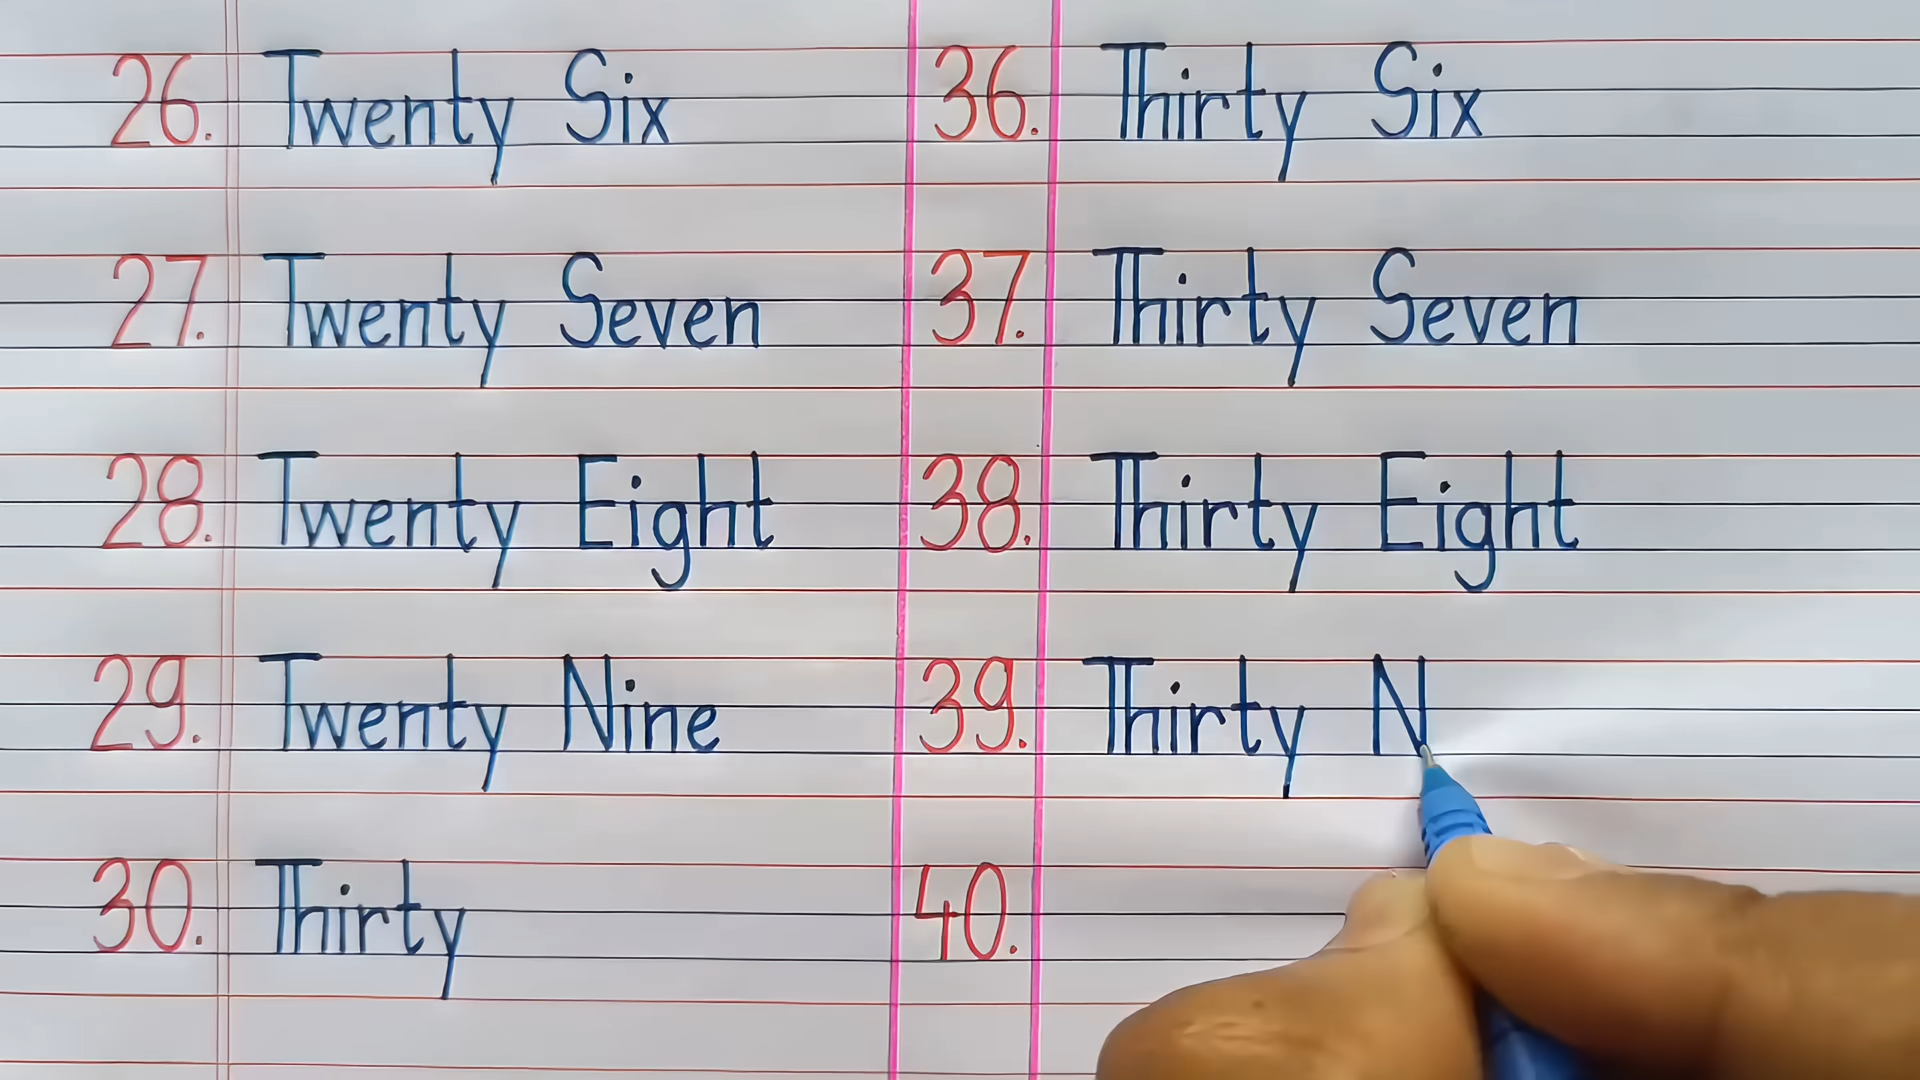 26. Twenty Six
27. Twenty Seven
28. Twenty Eight
29. Twenty Nine
30. Thirty
36. Thirty Six
37. Thirty Seven
38. Thirty Eight
39. Thirty N
40.